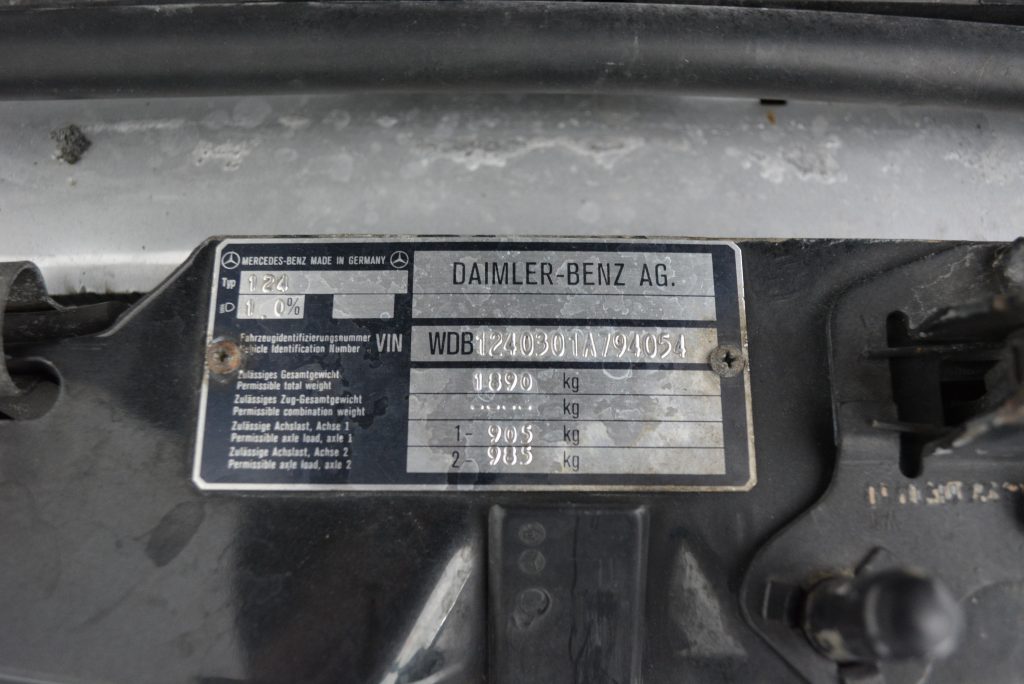 MERCEDES-BENZ MADE IN GERMANY
Typ 124
1,0%
DAIMLER-BENZ AG.
Fahrzeugidentifizierungsnummer
Vehicle Identification Number VIN WDB1240301A794054
Zulässiges Gesamtgewicht
Permissible total weight 1890 kg
Zulässiges Zug-Gesamtgewicht
Permissible combination weight kg
Zulässige Achslast, Achse 1
Permissible axle load, axle 1 1- 905 kg
Zulässige Achslast, Achse 2
Permissible axle load, axle 2 2- 985 kg